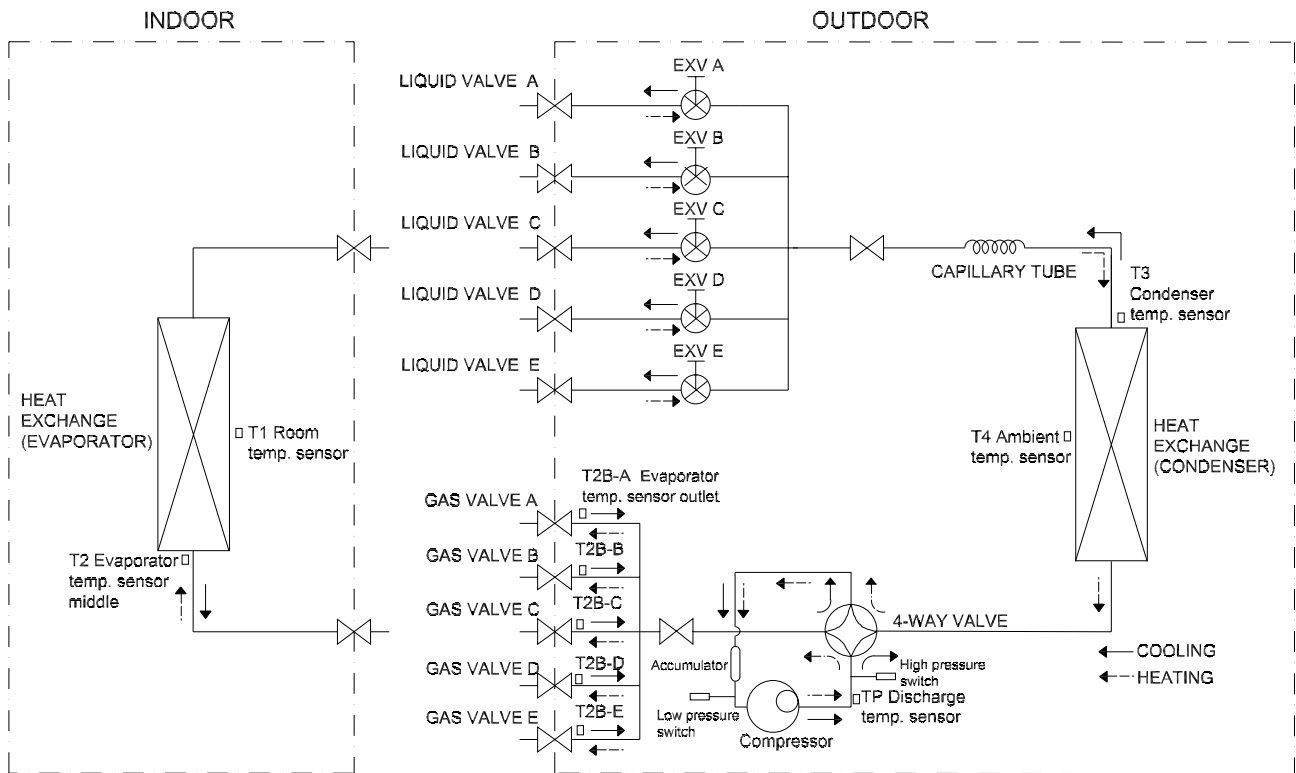 INDOOR
OUTDOOR
LIQUID VALVE A
EXV A
LIQUID VALVE B
EXV B
LIQUID VALVE C
EXV C
LIQUID VALVE D
EXV D
LIQUID VALVE E
EXV E
CAPILLARY TUBE
T3
Condenser
temp. sensor
HEAT
EXCHANGE
(EVAPORATOR)
T1 Room
temp. sensor
T4 Ambient
temp. sensor
HEAT
EXCHANGE
(CONDENSER)
T2 Evaporator
temp. sensor
middle
T2B-A Evaporator
temp. sensor outlet
GAS VALVE A
GAS VALVE B
T2B-B
GAS VALVE C
T2B-C
GAS VALVE D
T2B-D
GAS VALVE E
T2B-E
4-WAY VALVE
Accumulator
High pressure
switch
Low pressure
switch
TP Discharge
temp. sensor
Compressor
COOLING
HEATING